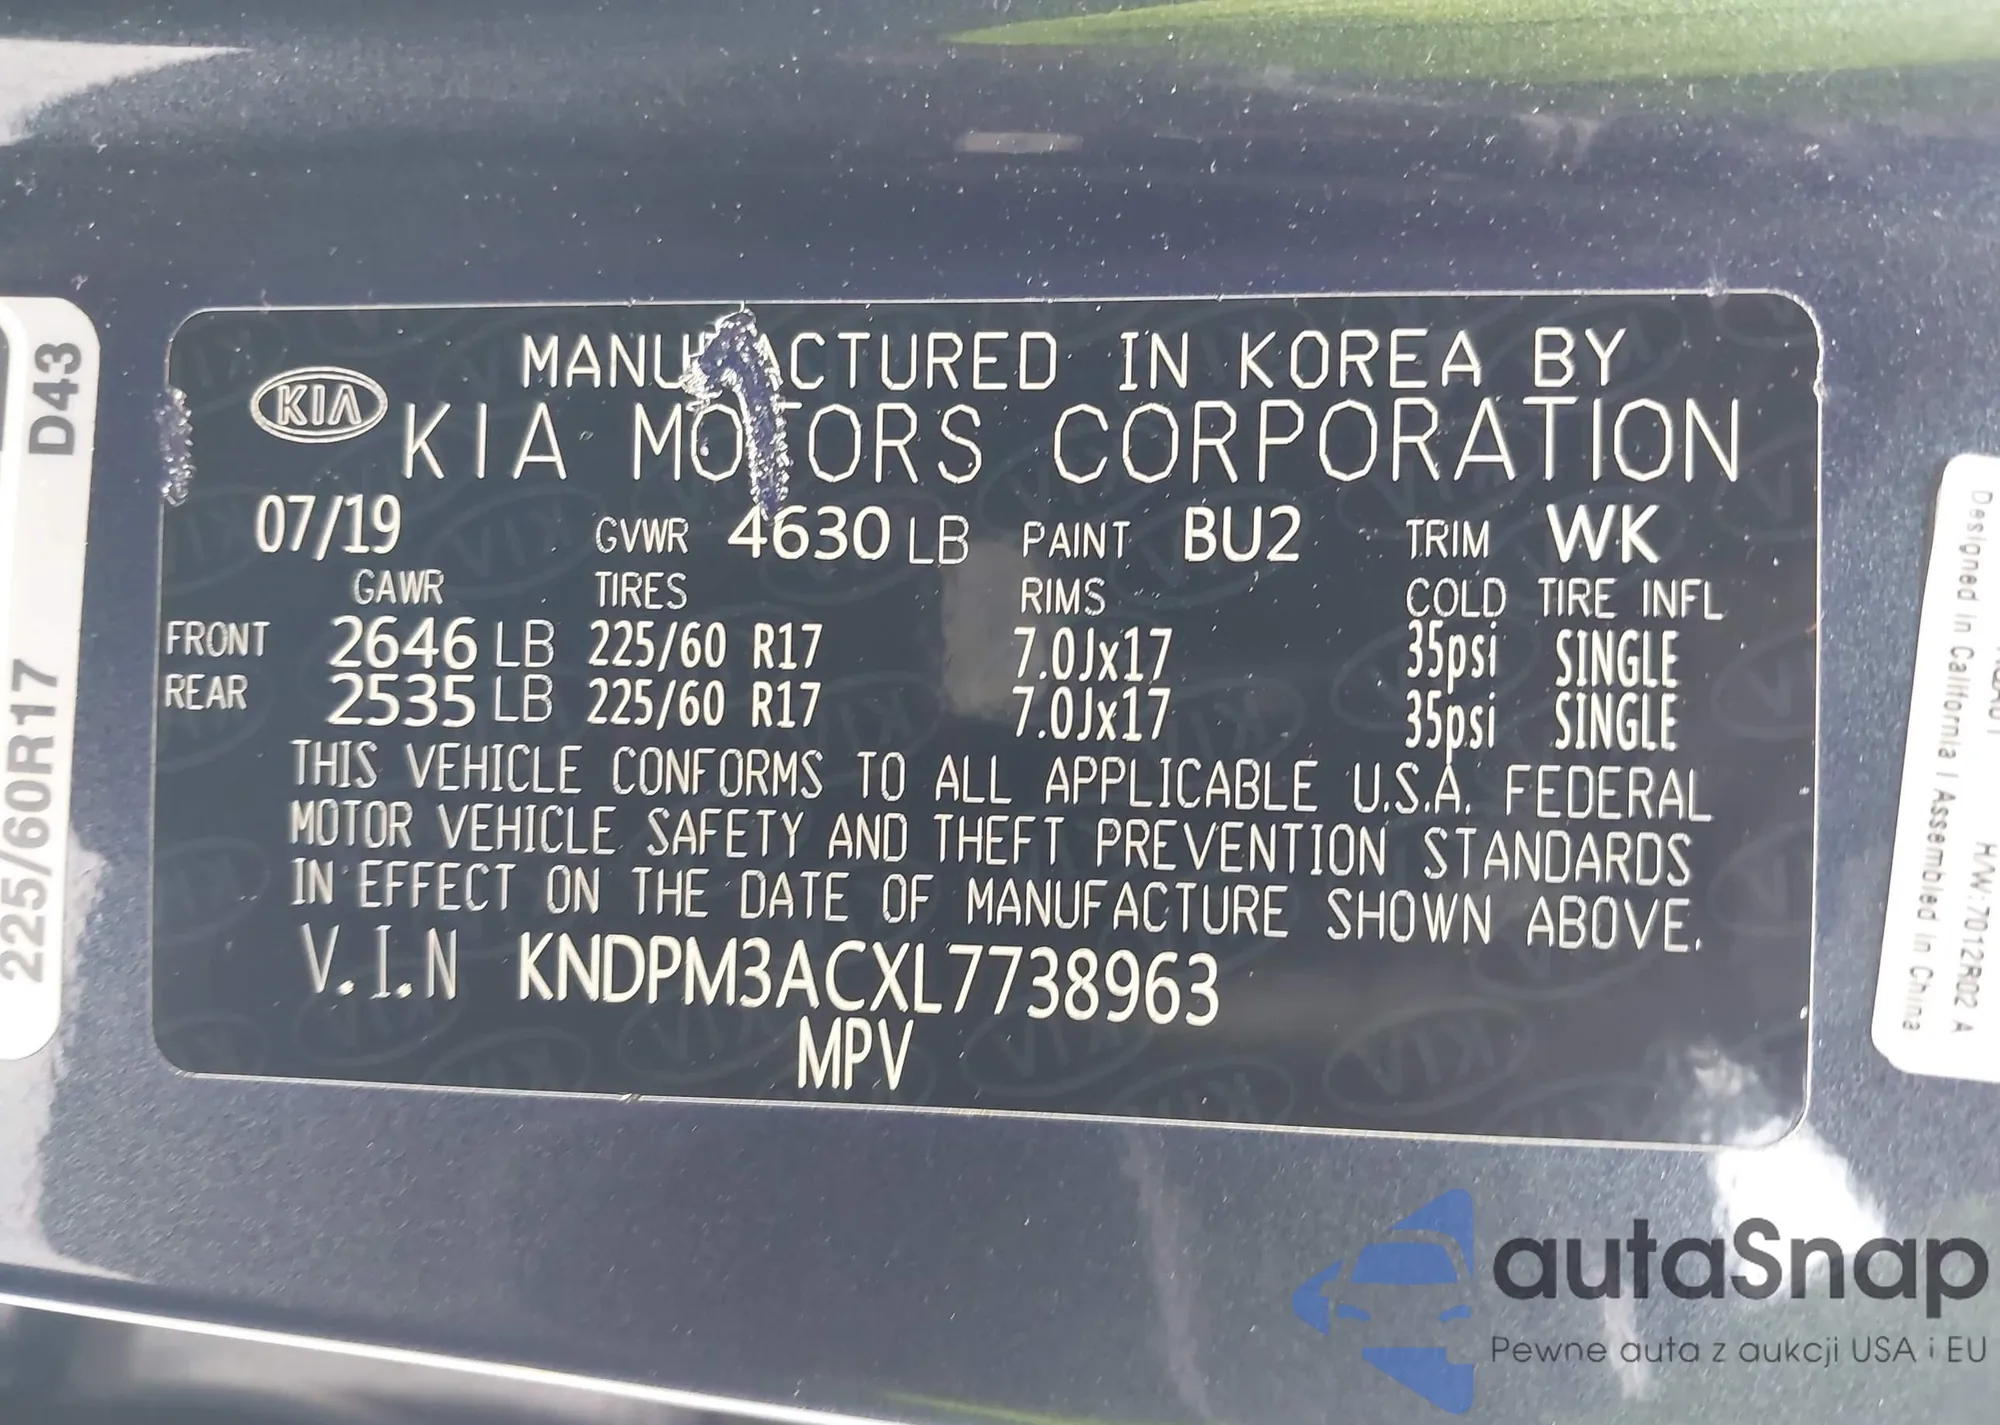 MANUFACTURED IN KOREA BY
KIA
KIA MOTORS CORPORATION
07/19 GVWR 4630 LB PAINT BU2 TRIM WK
GAWR TIRES RIMS COLD TIRE INFL
FRONT 2646 LB 225/60 R17 7.0Jx17 35psi SINGLE
REAR 2535 LB 225/60 R17 7.0Jx17 35psi SINGLE
THIS VEHICLE CONFORMS TO ALL APPLICABLE U.S.A. FEDERAL
MOTOR VEHICLE SAFETY AND THEFT PREVENTION STANDARDS
IN EFFECT ON THE DATE OF MANUFACTURE SHOWN ABOVE.
V.I.N KNDPM3ACXL7738963
MPV
D43
225/60R17
Designed in California | Assembled in China
H/W:7012R02 A
autaSnap
Pewne auta z aukcji USA i EU